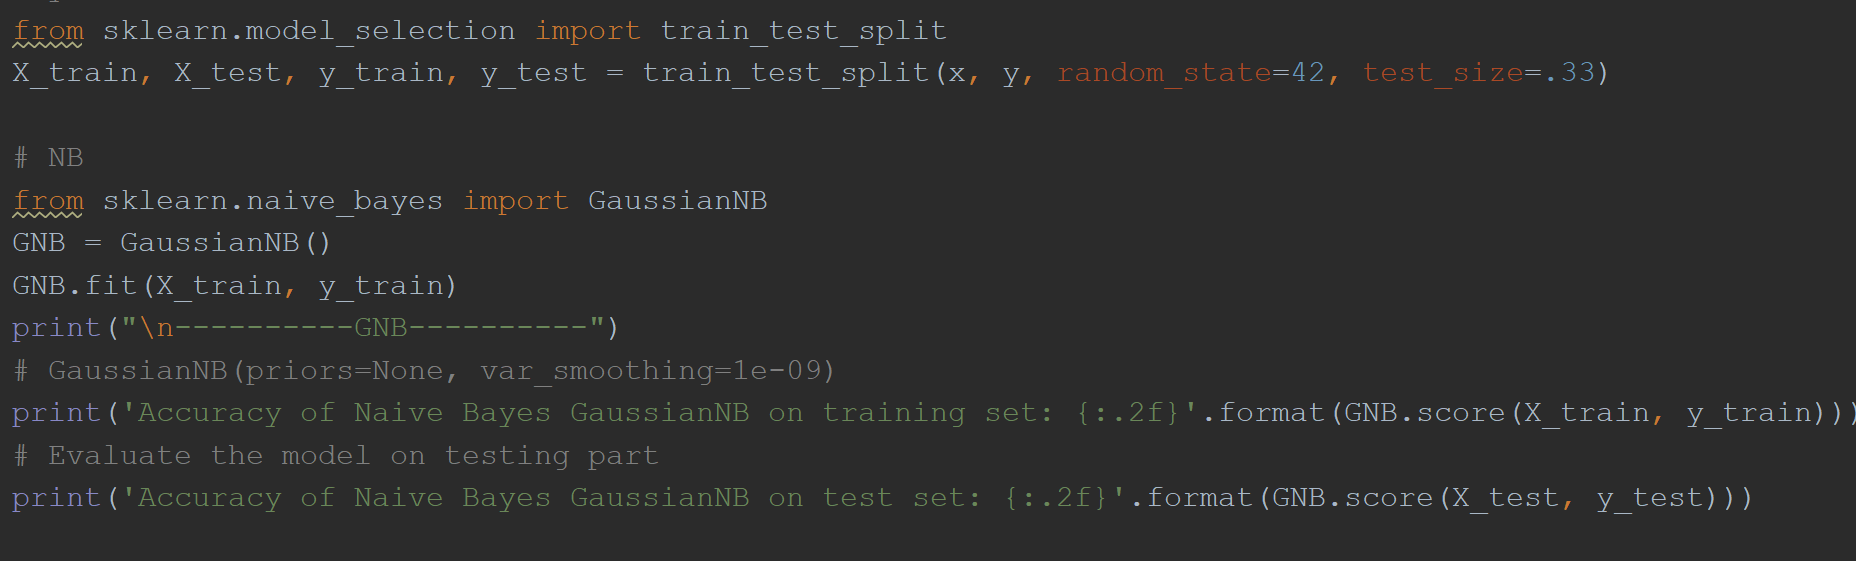 from sklearn.model_selection import train_test_split
X_train, X_test, y_train, y_test = train_test_split(x, y, random_state=42, test_size=.33)
# NB
from sklearn.naive_bayes import GaussianNB
GNB = GaussianNB()
GNB.fit(X_train, y_train)
print("\n----------GNB----------")
# GaussianNB(priors=None, var_smoothing=1e-09)
print('Accuracy of Naive Bayes GaussianNB on training set: {:.2f}'.format(GNB.score(X_train, y_train)))
# Evaluate the model on testing part
print('Accuracy of Naive Bayes GaussianNB on test set: {:.2f}'.format(GNB.score(X_test, y_test)))